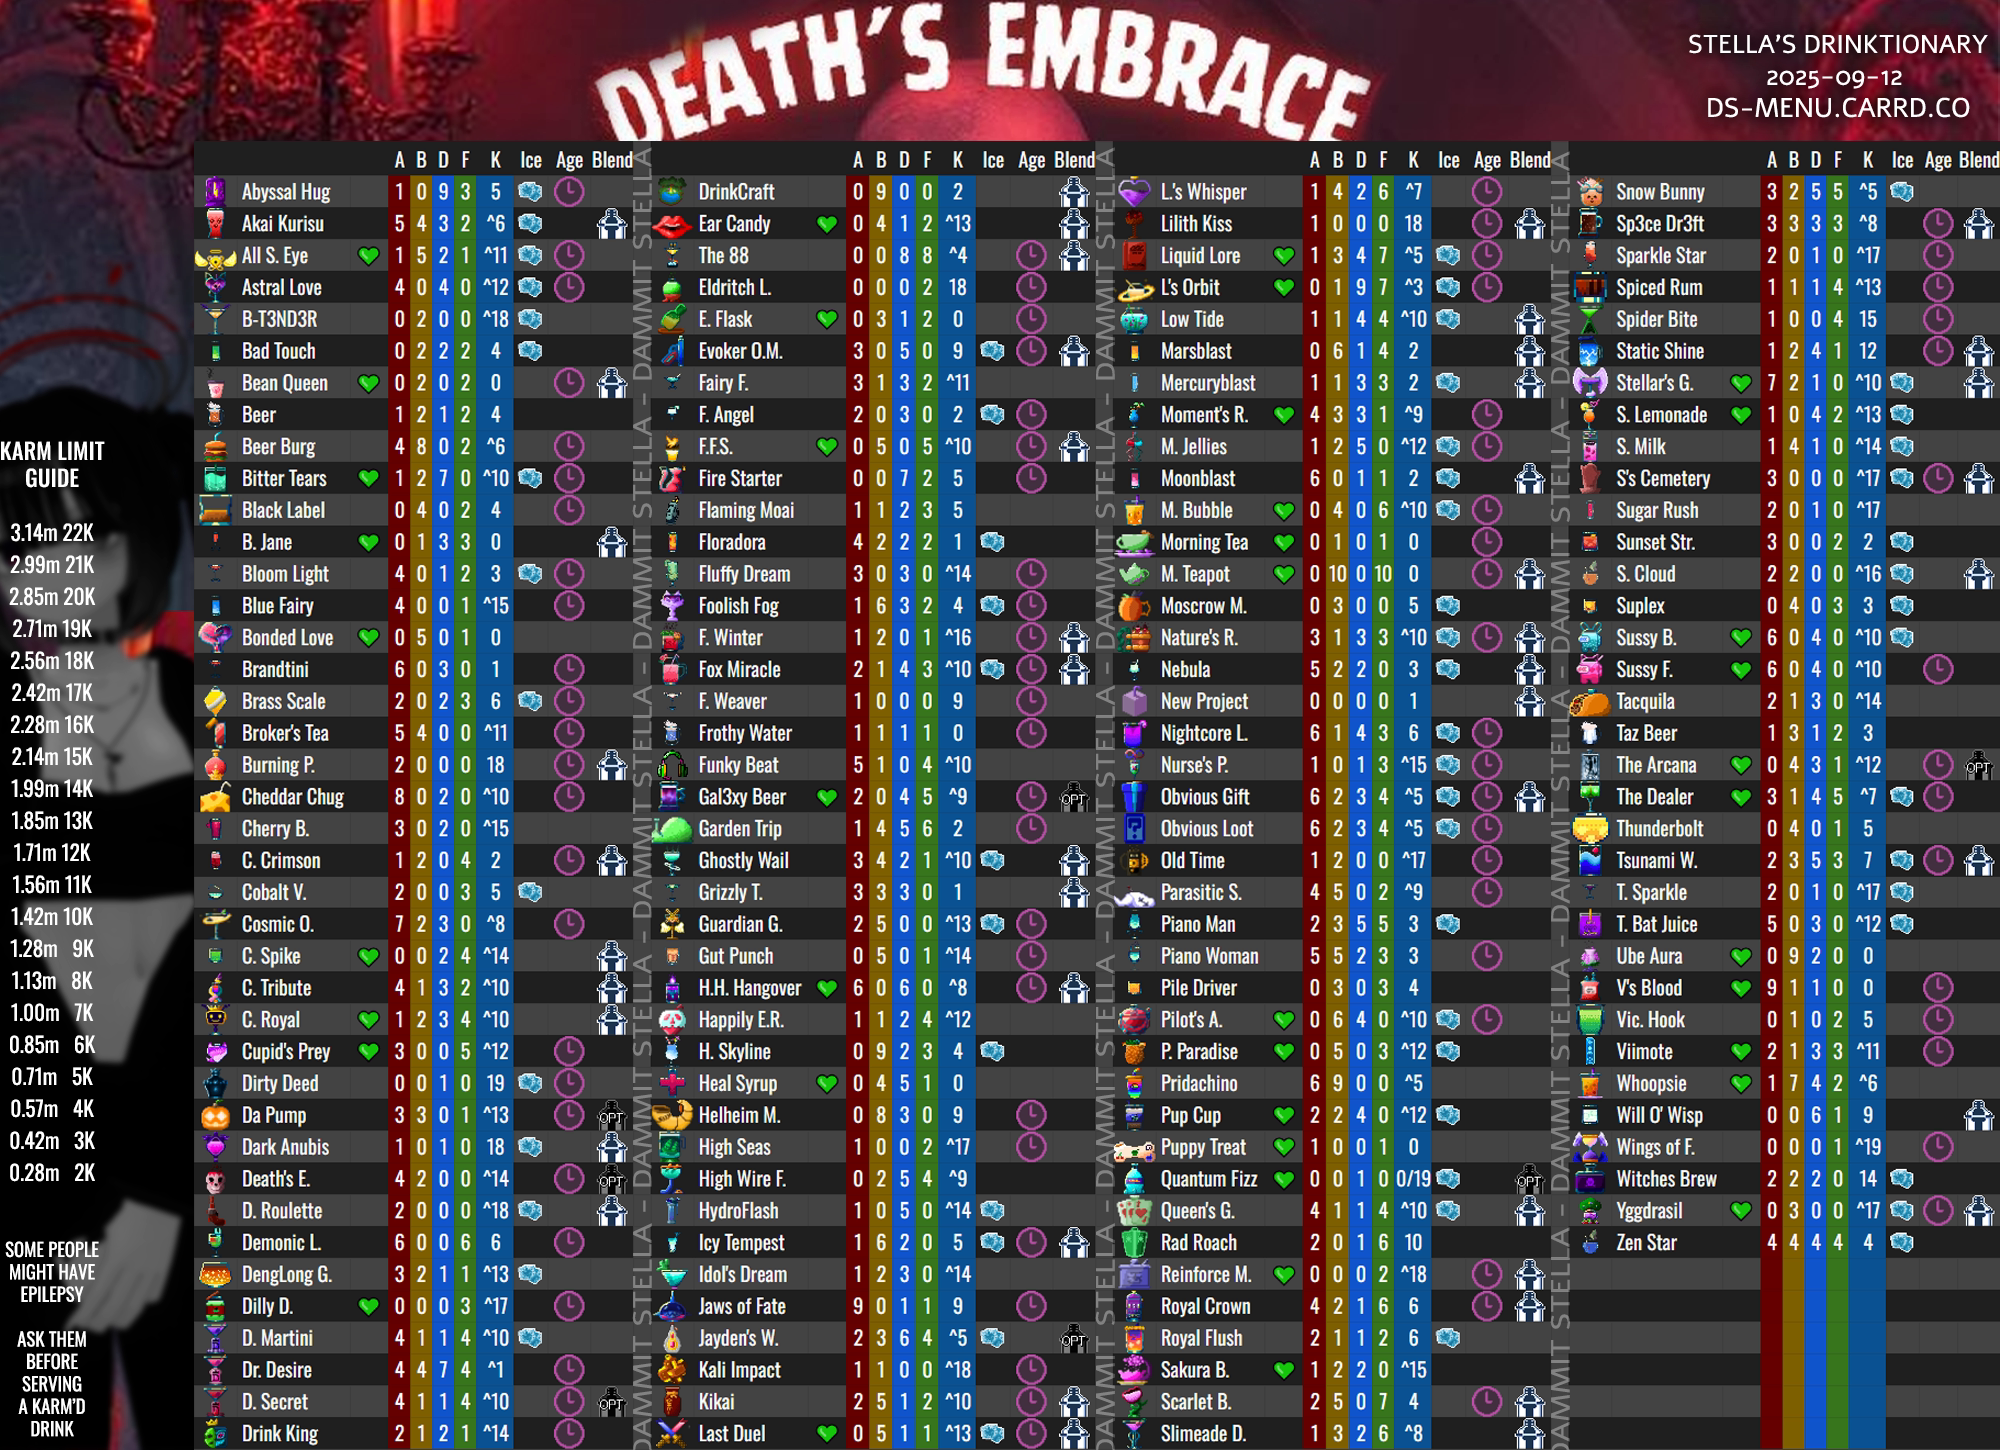 DEATH'S EMBRACE
STELLA'S DRINKTIONARY
2025-09-12
DS-MENU.CARRD.CO
KARM LIMIT
GUIDE
3.14m 22K
2.99m 21K
2.85m 20K
2.71m 19K
2.56m 18K
2.42m 17K
2.28m 16K
2.14m 15K
1.99m 14K
1.85m 13K
1.71m 12K
1.56m 11K
1.42m 10K
1.28m 9K
1.13m 8K
1.00m 7K
0.85m 6K
0.71m 5K
0.57m 4K
0.42m 3K
0.28m 2K
SOME PEOPLE
MIGHT HAVE
EPILEPSY
ASK THEM
BEFORE
SERVING
A KARM'D
DRINK
A B D F K Ice Age Blend
Abyssal Hug 1 0 9 3 5
Akai Kurisu 5 4 3 2 ^6
All S. Eye 1 5 2 1 ^11
Astral Love 4 0 4 0 ^12
B-T3ND3R 0 2 0 0 ^18
Bad Touch 0 2 2 2 4
Bean Queen 0 2 0 2 0
Beer 1 2 1 2 4
Beer Burg 4 8 0 2 ^6
Bitter Tears 1 2 7 0 ^10
Black Label 0 4 0 2 4
B. Jane 0 1 3 3 0
Bloom Light 4 0 1 2 3
Blue Fairy 4 0 0 1 ^15
Bonded Love 0 5 0 1 0
Brandtini 6 0 3 0 1
Brass Scale 2 0 2 3 6
Broker's Tea 5 4 0 0 ^11
Burning P. 2 0 0 0 18
Cheddar Chug 8 0 2 0 ^10
Cherry B. 3 0 2 0 ^15
C. Crimson 1 2 0 4 2
Cobalt V. 2 0 0 3 5
Cosmic O. 7 2 3 0 ^8
C. Spike 0 0 2 4 ^14
C. Tribute 4 1 3 2 ^10
C. Royal 1 2 3 4 ^10
Cupid's Prey 3 0 0 5 ^12
Dirty Deed 0 0 1 0 19
Da Pump 3 3 0 1 ^13 OPT
Dark Anubis 1 0 1 0 18
Death's E. 4 2 0 0 ^14 OPT
D. Roulette 2 0 0 0 ^18
Demonic L. 6 0 0 6 6
DengLong G. 3 2 1 1 ^13
Dilly D. 0 0 0 3 ^17
D. Martini 4 1 1 4 ^10
Dr. Desire 4 4 7 4 ^1
D. Secret 4 1 1 4 ^10 OPT
Drink King 2 1 2 1 ^14
DAMMIT STELLA - DAMMIT STELLA - DAMMIT STELLA - DAMMIT STELLA
A B D F K Ice Age Blend
DrinkCraft 0 9 0 0 2
Ear Candy 0 4 1 2 ^13
The 88 0 0 8 8 ^4
Eldritch L. 0 0 0 2 18
E. Flask 0 3 1 2 0
Evoker O.M. 3 0 5 0 9
Fairy F. 3 1 3 2 ^11
F. Angel 2 0 3 0 2
F.F.S. 0 5 0 5 ^10
Fire Starter 0 0 7 2 5
Flaming Moai 1 1 2 3 5
Floradora 4 2 2 2 1
Fluffy Dream 3 0 3 0 ^14
Foolish Fog 1 6 3 2 4
F. Winter 1 2 0 1 ^16
Fox Miracle 2 1 4 3 ^10
F. Weaver 1 0 0 0 9
Frothy Water 1 1 1 1 0
Funky Beat 5 1 0 4 ^10
Gal3xy Beer 2 0 4 5 ^9 OPT
Garden Trip 1 4 5 6 2
Ghostly Wail 3 4 2 1 ^10
Grizzly T. 3 3 3 0 1
Guardian G. 2 5 0 0 ^13
Gut Punch 0 5 0 1 ^14
H.H. Hangover 6 0 6 0 ^8
Happily E.R. 1 1 2 4 ^12
H. Skyline 0 9 2 3 4
Heal Syrup 0 4 5 1 0
Helheim M. 0 8 3 0 9
High Seas 1 0 0 2 ^17
High Wire F. 0 2 5 4 ^9
HydroFlash 1 0 5 0 ^14
Icy Tempest 1 6 2 0 5
Idol's Dream 1 2 3 0 ^14
Jaws of Fate 9 0 1 1 9
Jayden's W. 2 3 6 4 ^5 OPT
Kali Impact 1 1 0 0 ^18
Kikai 2 5 1 2 ^10
Last Duel 0 5 1 1 ^13
DAMMIT STELLA - DAMMIT STELLA - DAMMIT STELLA - DAMMIT STELLA
A B D F K Ice Age Blend
L.'s Whisper 1 4 2 6 ^7
Lilith Kiss 1 0 0 0 18
Liquid Lore 1 3 4 7 ^5
L's Orbit 0 1 9 7 ^3
Low Tide 1 1 4 4 ^10
Marsblast 0 6 1 4 2
Mercuryblast 1 1 3 3 2
Moment's R. 4 3 3 1 ^9
M. Jellies 1 2 5 0 ^12
Moonblast 6 0 1 1 2
M. Bubble 0 4 0 6 ^10
Morning Tea 0 1 0 1 0
M. Teapot 0 10 0 10 0
Moscrow M. 0 3 0 0 5
Nature's R. 3 1 3 3 ^10
Nebula 5 2 2 0 3
New Project 0 0 0 0 1
Nightcore L. 6 1 4 3 6
Nurse's P. 1 0 1 3 ^15
Obvious Gift 6 2 3 4 ^5
Obvious Loot 6 2 3 4 ^5
Old Time 1 2 0 0 ^17
Parasitic S. 4 5 0 2 ^9
Piano Man 2 3 5 5 3
Piano Woman 5 5 2 3 3
Pile Driver 0 3 0 3 4
Pilot's A. 0 6 4 0 ^10
P. Paradise 0 5 0 3 ^12
Pridachino 6 9 0 0 ^5
Pup Cup 2 2 4 0 ^12
Puppy Treat 1 0 0 1 0
Quantum Fizz 0 0 1 0 0/19 OPT
Queen's G. 4 1 1 4 ^10
Rad Roach 2 0 1 6 10
Reinforce M. 0 0 0 2 ^18
Royal Crown 4 2 1 6 6
Royal Flush 2 1 1 2 6
Sakura B. 1 2 2 0 ^15
Scarlet B. 2 5 0 7 4
Slimeade D. 1 3 2 6 ^8
DAMMIT STELLA - DAMMIT STELLA - DAMMIT STELLA - DAMMIT STELLA
A B D F K Ice Age Blend
Snow Bunny 3 2 5 5 ^5
Sp3ce Dr3ft 3 3 3 3 ^8
Sparkle Star 2 0 1 0 ^17
Spiced Rum 1 1 1 4 ^13
Spider Bite 1 0 0 4 15
Static Shine 1 2 4 1 12
Stellar's G. 7 2 1 0 ^10
S. Lemonade 1 0 4 2 ^13
S. Milk 1 4 1 0 ^14
S's Cemetery 3 0 0 0 ^17
Sugar Rush 2 0 1 0 ^17
Sunset Str. 3 0 0 2 2
S. Cloud 2 2 0 0 ^16
Suplex 0 4 0 3 3
Sussy B. 6 0 4 0 ^10
Sussy F. 6 0 4 0 ^10
Tacquila 2 1 3 0 ^14
Taz Beer 1 3 1 2 3
The Arcana 0 4 3 1 ^12 OPT
The Dealer 3 1 4 5 ^7
Thunderbolt 0 4 0 1 5
Tsunami W. 2 3 5 3 7
T. Sparkle 2 0 1 0 ^17
T. Bat Juice 5 0 3 0 ^12
Ube Aura 0 9 2 0 0
V's Blood 9 1 1 0 0
Vic. Hook 0 1 0 2 5
Viimote 2 1 3 3 ^11
Whoopsie 1 7 4 2 ^6
Will O' Wisp 0 0 6 1 9
Wings of F. 0 0 0 1 ^19
Witches Brew 2 2 2 0 14
Yggdrasil 0 3 0 0 ^17
Zen Star 4 4 4 4 4